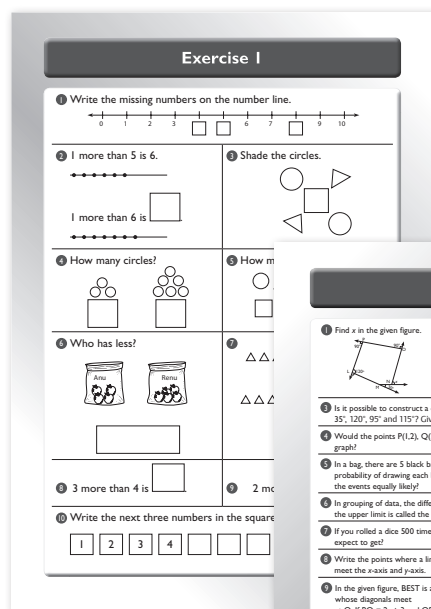 Exercise 1
1 Write the missing numbers on the number line.
0 1 2 3 6 7 9 10
2 1 more than 5 is 6.
1 more than 6 is
3 Shade the circles.
4 How many circles?
5 How m
6 Who has less?
Anu Renu
7
8 3 more than 4 is
9 2 mo
10 Write the next three numbers in the square
1 2 3 4
1 Find x in the given figure.
3 Is it possible to construct a
35°, 120°, 95° and 115°? Giv
4 Would the points P(1,2), Q(
graph?
5 In a bag, there are 5 black b
probability of drawing each
the events equally likely?
6 In grouping of data, the diffe
the upper limit is called the
7 If you rolled a dice 500 time
expect to get?
8 Write the points where a lin
meet the x-axis and y-axis.
9 In the given figure, BEST is a
whose diagonals meet